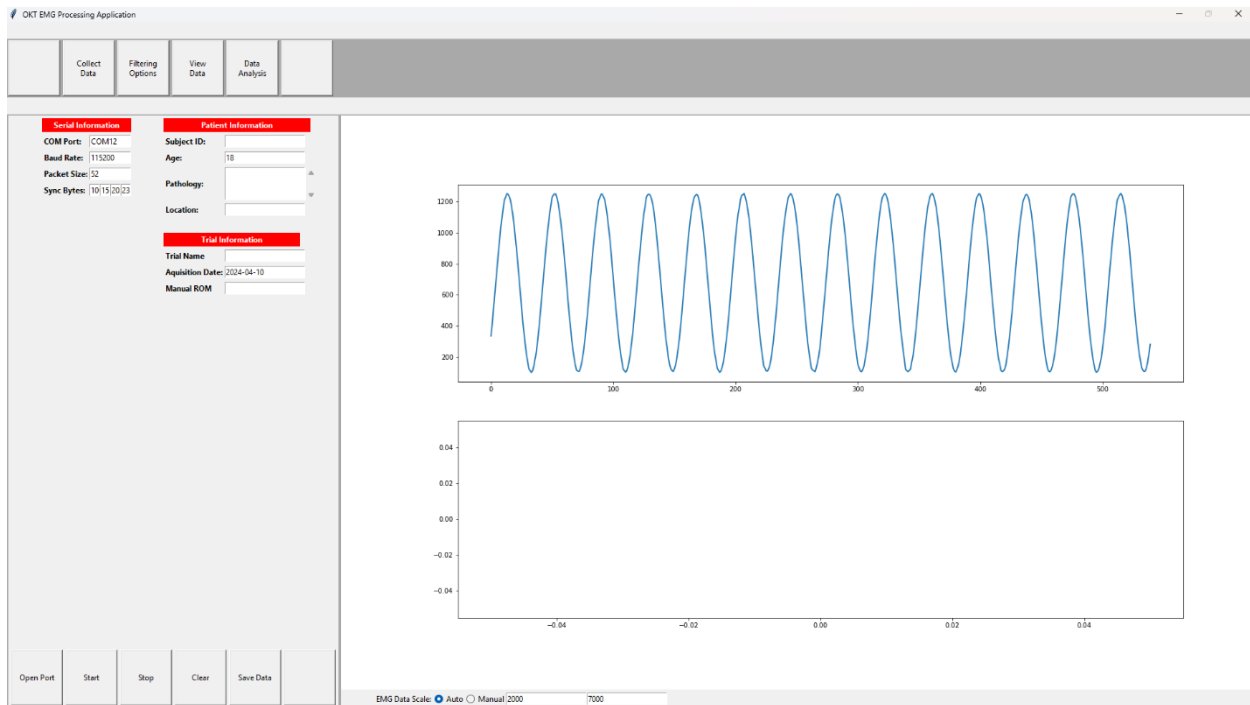 OKT EMG Processing Application
Collect
Data
Filtering
Options
View
Data
Data
Analysis
Serial Information
COM Port: COM12
Baud Rate: 115200
Packet Size: 52
Sync Bytes: 10 15 20 23
Patient Information
Subject ID:
Age: 18
Pathology:
Location:
Trial Information
Trial Name
Aquisition Date: 2024-04-10
Manual ROM
1200
1000
800
600
400
200
0 100 200 300 400 500
0.04
0.02
0.00
−0.02
−0.04
−0.04 −0.02 0.00 0.02 0.04
Open Port Start Stop Clear Save Data
EMG Data Scale: Auto Manual 2000 7000